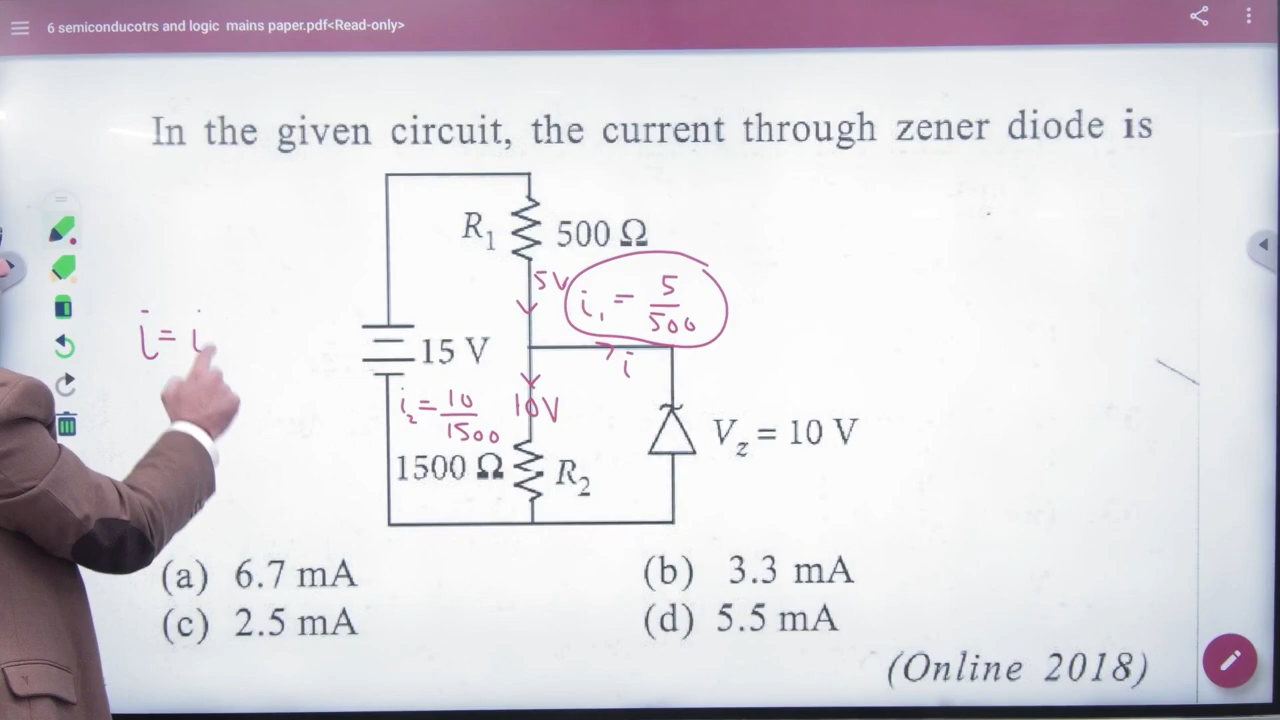 6 semiconducotrs and logic mains paper.pdf<Read-only>
In the given circuit, the current through zener diode is
R₁ 500 Ω
5V
i₁ = 5/500
i = i
15 V
i
i₂ = 10/1500
10V
V_z = 10 V
1500 Ω R₂
(a) 6.7 mA (b) 3.3 mA
(c) 2.5 mA (d) 5.5 mA
(Online 2018)